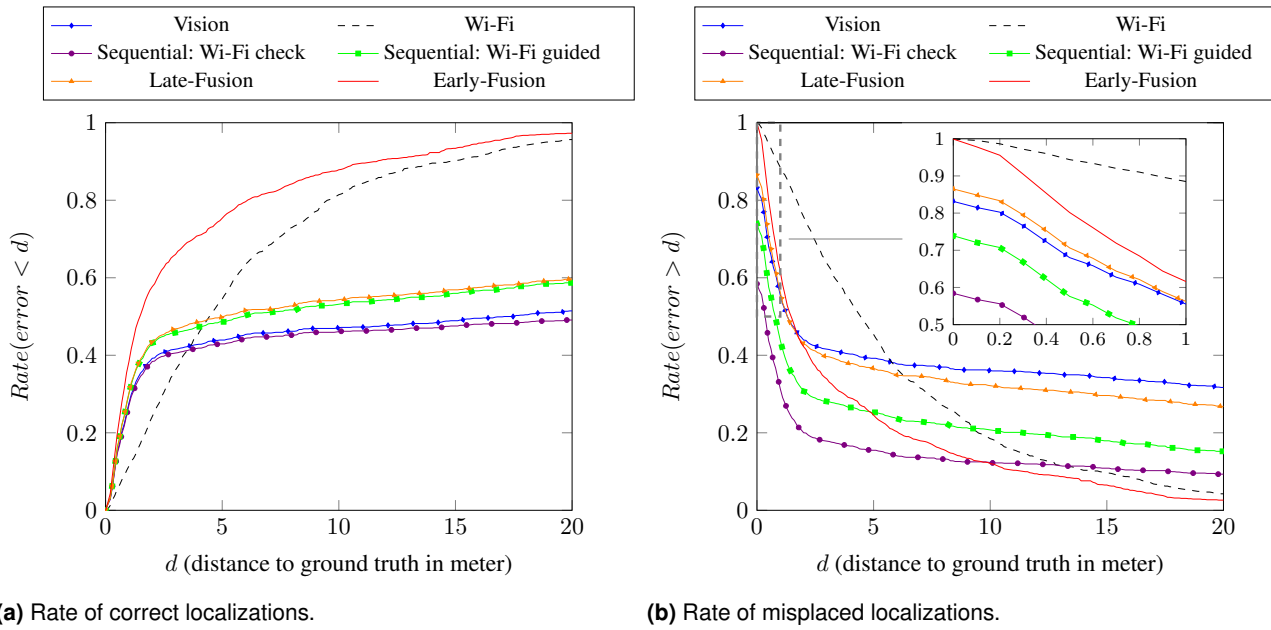 Vision Wi-Fi
Sequential: Wi-Fi check Sequential: Wi-Fi guided
Late-Fusion Early-Fusion
Vision Wi-Fi
Sequential: Wi-Fi check Sequential: Wi-Fi guided
Late-Fusion Early-Fusion
Rate(error < d)
1
0.8
0.6
0.4
0.2
0
0 5 10 15 20
d (distance to ground truth in meter)
Rate(error > d)
1
0.8
0.6
0.4
0.2
0
0 5 10 15 20
d (distance to ground truth in meter)
1
0.9
0.8
0.7
0.6
0.5
0 0.2 0.4 0.6 0.8 1
(a) Rate of correct localizations.
(b) Rate of misplaced localizations.